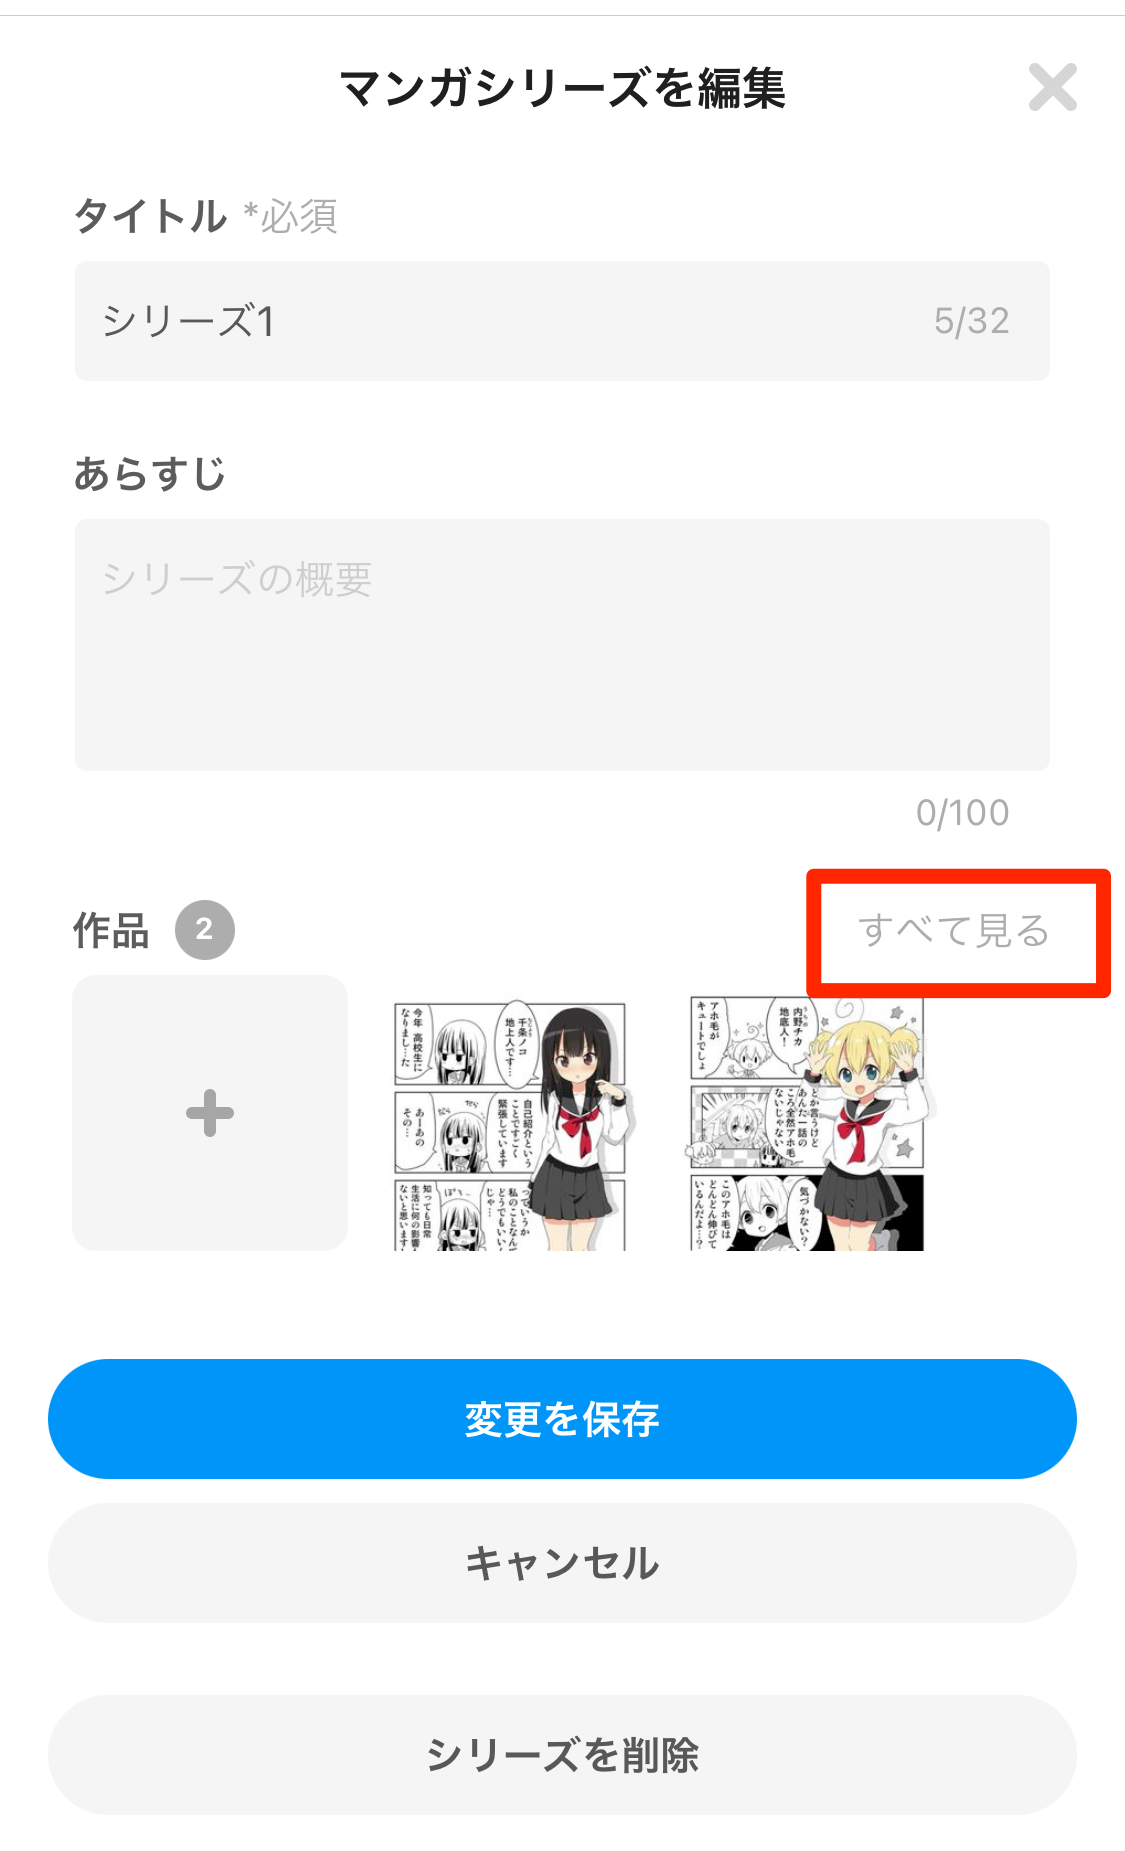 マンガシリーズを編集
タイトル *必須
シリーズ1
5/32
あらすじ
シリーズの概要
0/100
作品 2
すべて見る
千条ノコ
地上人です…
今年 高校生に
なりまし…た
自己紹介という
ことですごく
緊張しています
あーあの
その…
っていうか
私のことなんて
どうでもいい
じゃ…
知っても日常
生活に何の影響
ないと思います
内野チカ
地底人！
アホ毛が
キュートでしょ
とか言うけど
あんた一話の
ころ全然アホ毛
ないじゃない
気づかない？
このアホ毛は
どんどん伸びて
いるんだよ…？
変更を保存
キャンセル
シリーズを削除